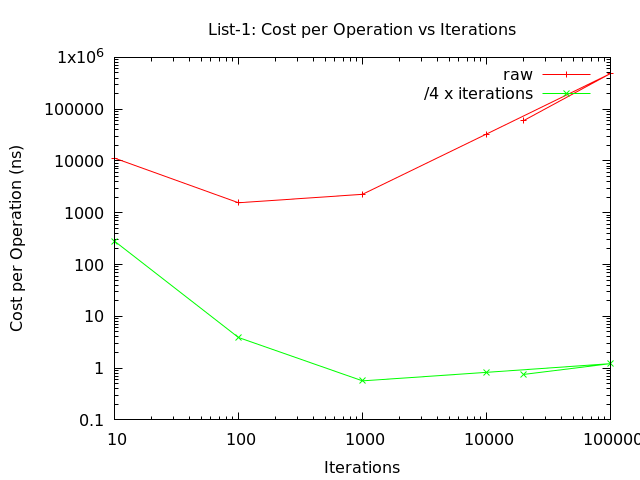 List-1: Cost per Operation vs Iterations
1x10^6
raw
/4 x iterations
100000
10000
1000
100
10
1
0.1
Cost per Operation (ns)
10 100 1000 10000 100000
Iterations